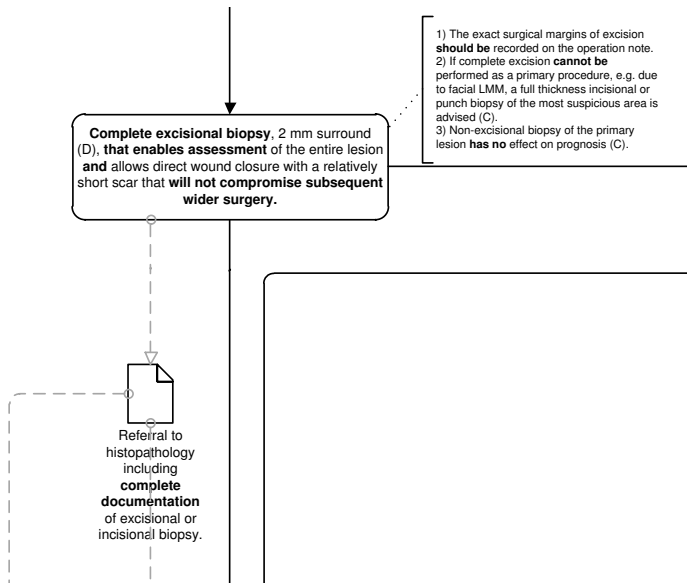 1) The exact surgical margins of excision
should be recorded on the operation note.
2) If complete excision cannot be
performed as a primary procedure, e.g. due
to facial LMM, a full thickness incisional or
punch biopsy of the most suspicious area is
advised (C).
3) Non-excisional biopsy of the primary
lesion has no effect on prognosis (C).
Complete excisional biopsy, 2 mm surround
(D), that enables assessment of the entire lesion
and allows direct wound closure with a relatively
short scar that will not compromise subsequent
wider surgery.
Referral to
histopathology
including
complete
documentation
of excisional or
incisional biopsy.